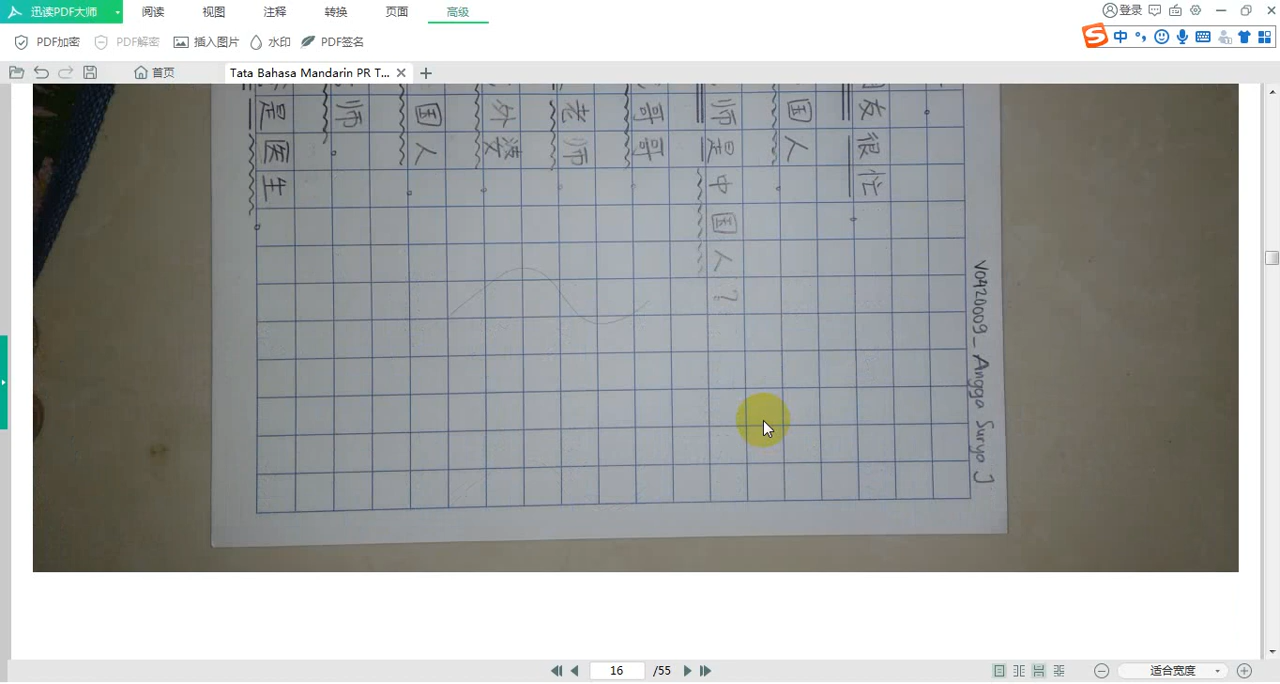 迅读PDF大师
阅读 视图 注释 转换 页面 高级
登录
PDF加密 PDF解密 插入图片 水印 PDF签名
中
首页 Tata Bahasa Mandarin PR T...
VOA20009_Anggo Suryo J
友很忙。
国人。
师是中国人?
哥哥。
老师。
外婆。
国人。
师。
是医生。
16 /55 适合宽度